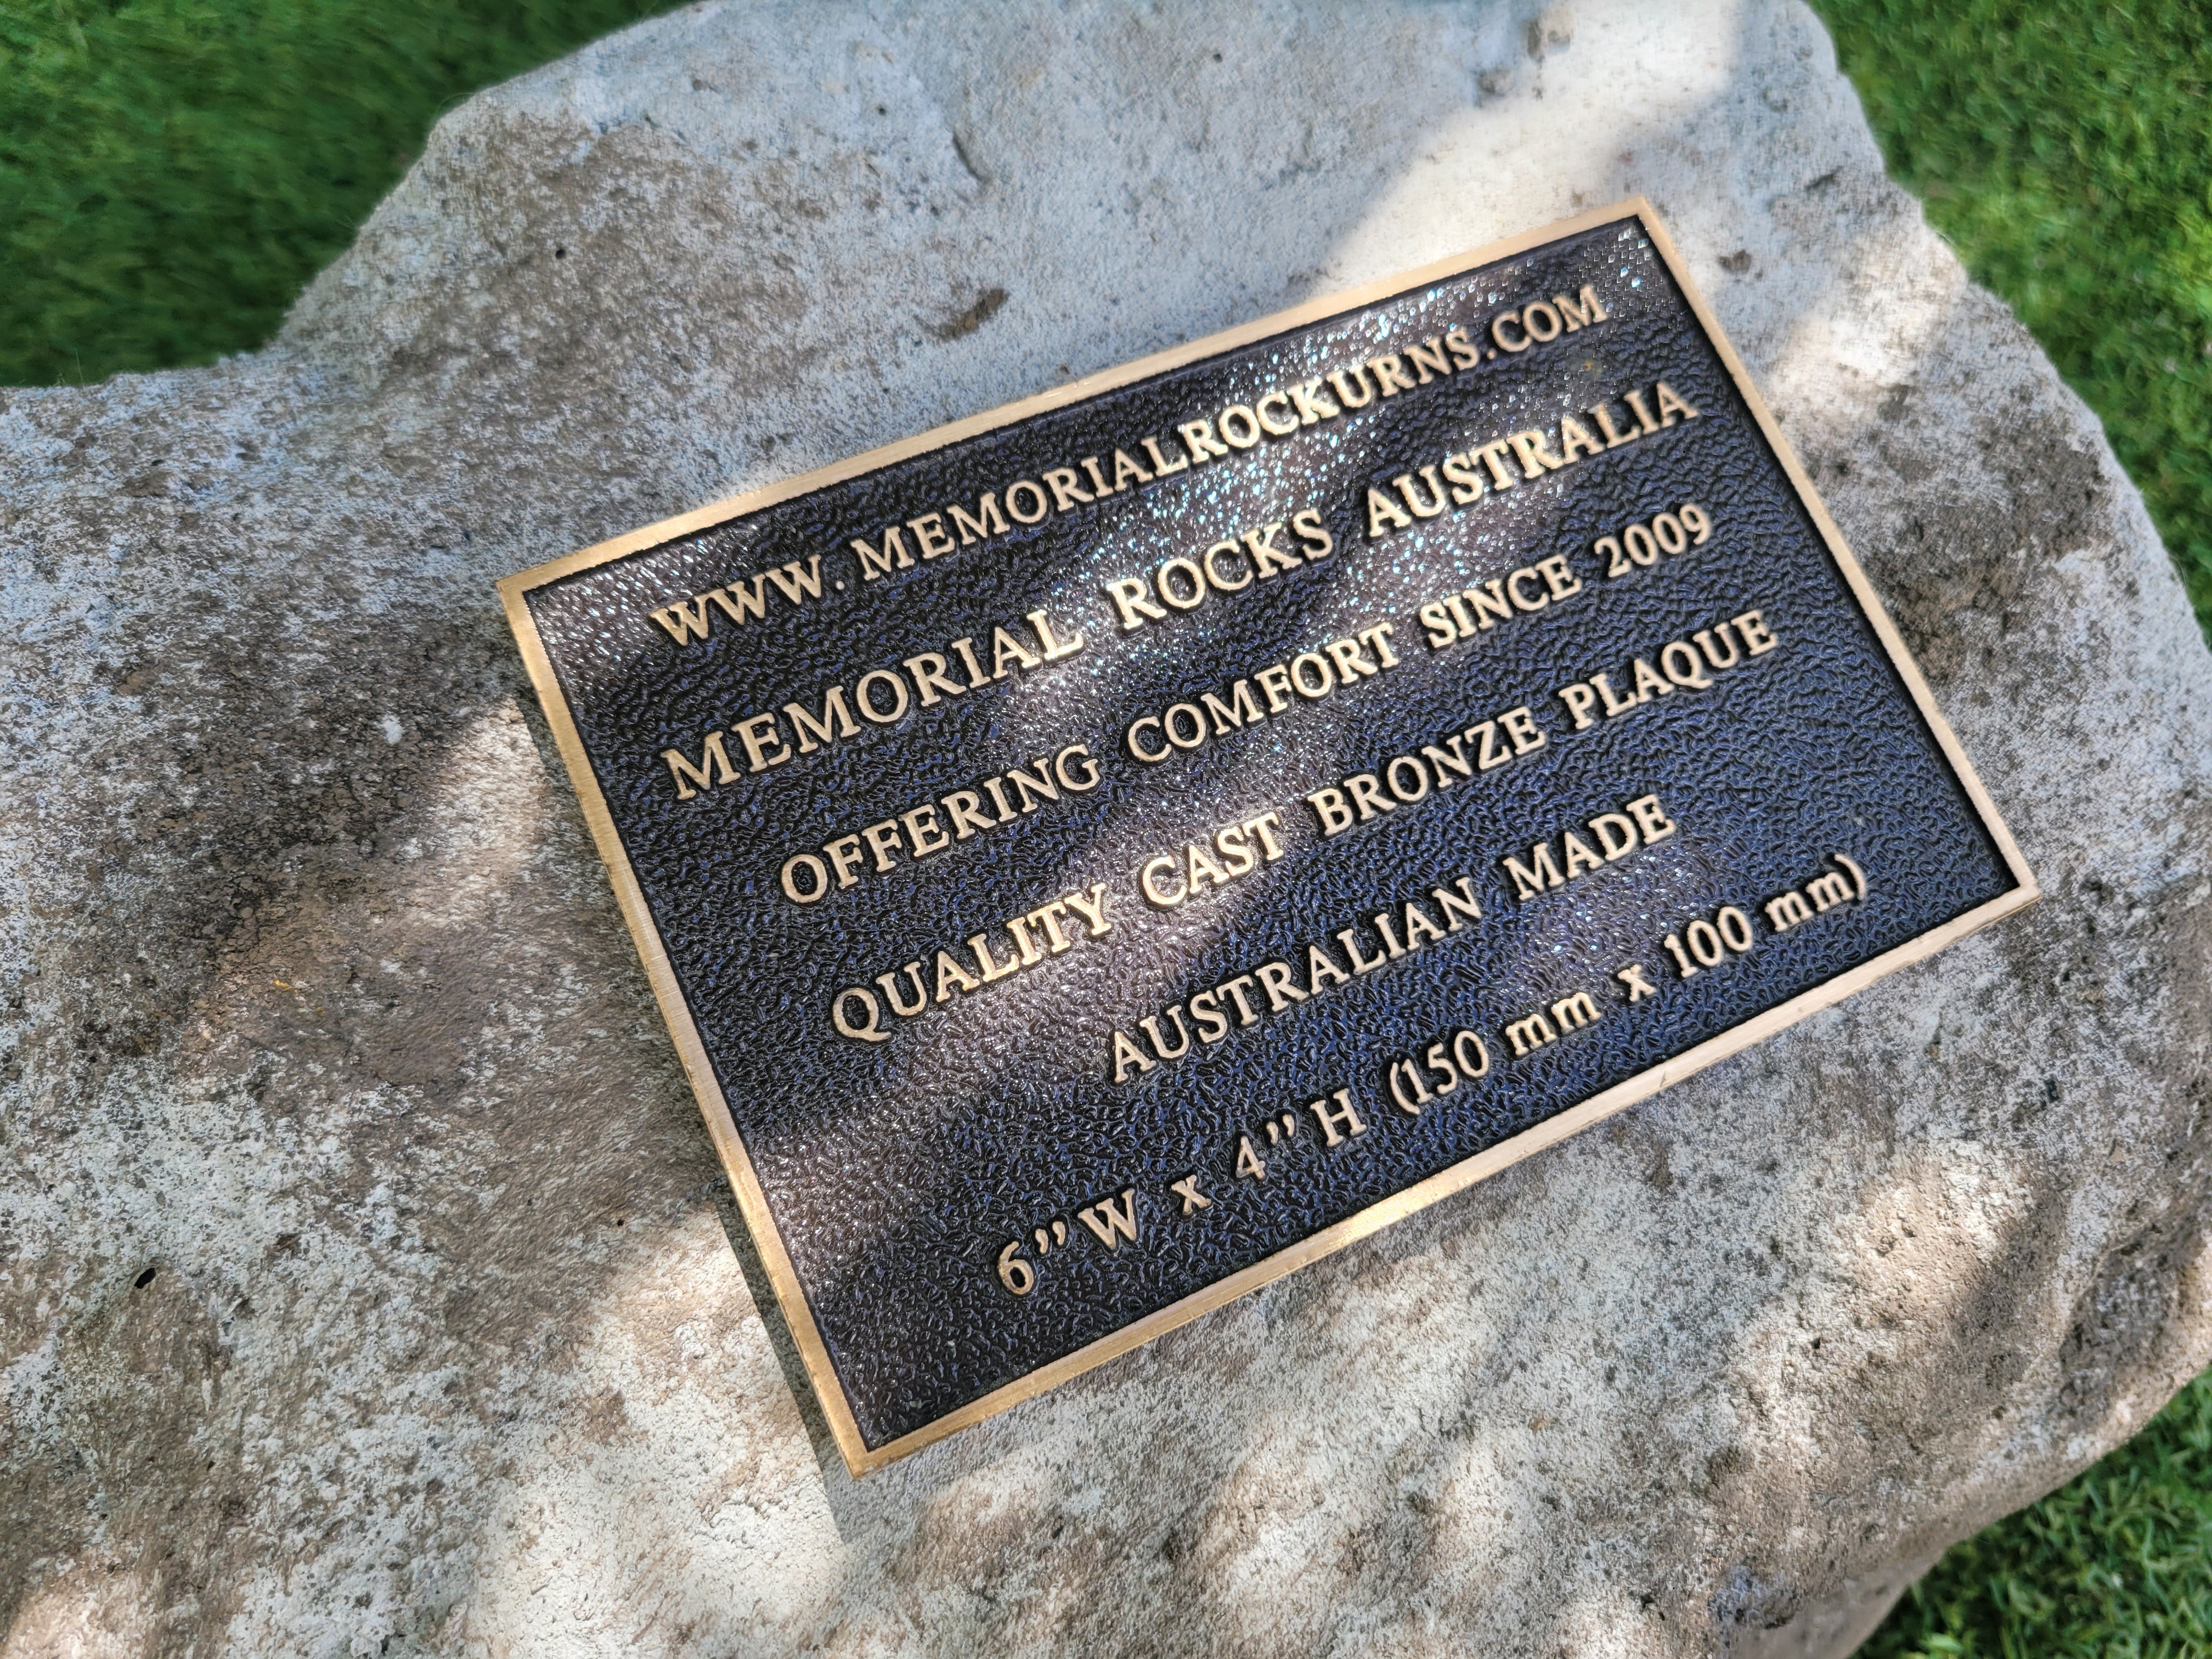 WWW.MEMORIALROCKURNS.COM
MEMORIAL ROCKS AUSTRALIA
OFFERING COMFORT SINCE 2009
QUALITY CAST BRONZE PLAQUE
AUSTRALIAN MADE
6” W x 4” H (150 mm x 100 mm)